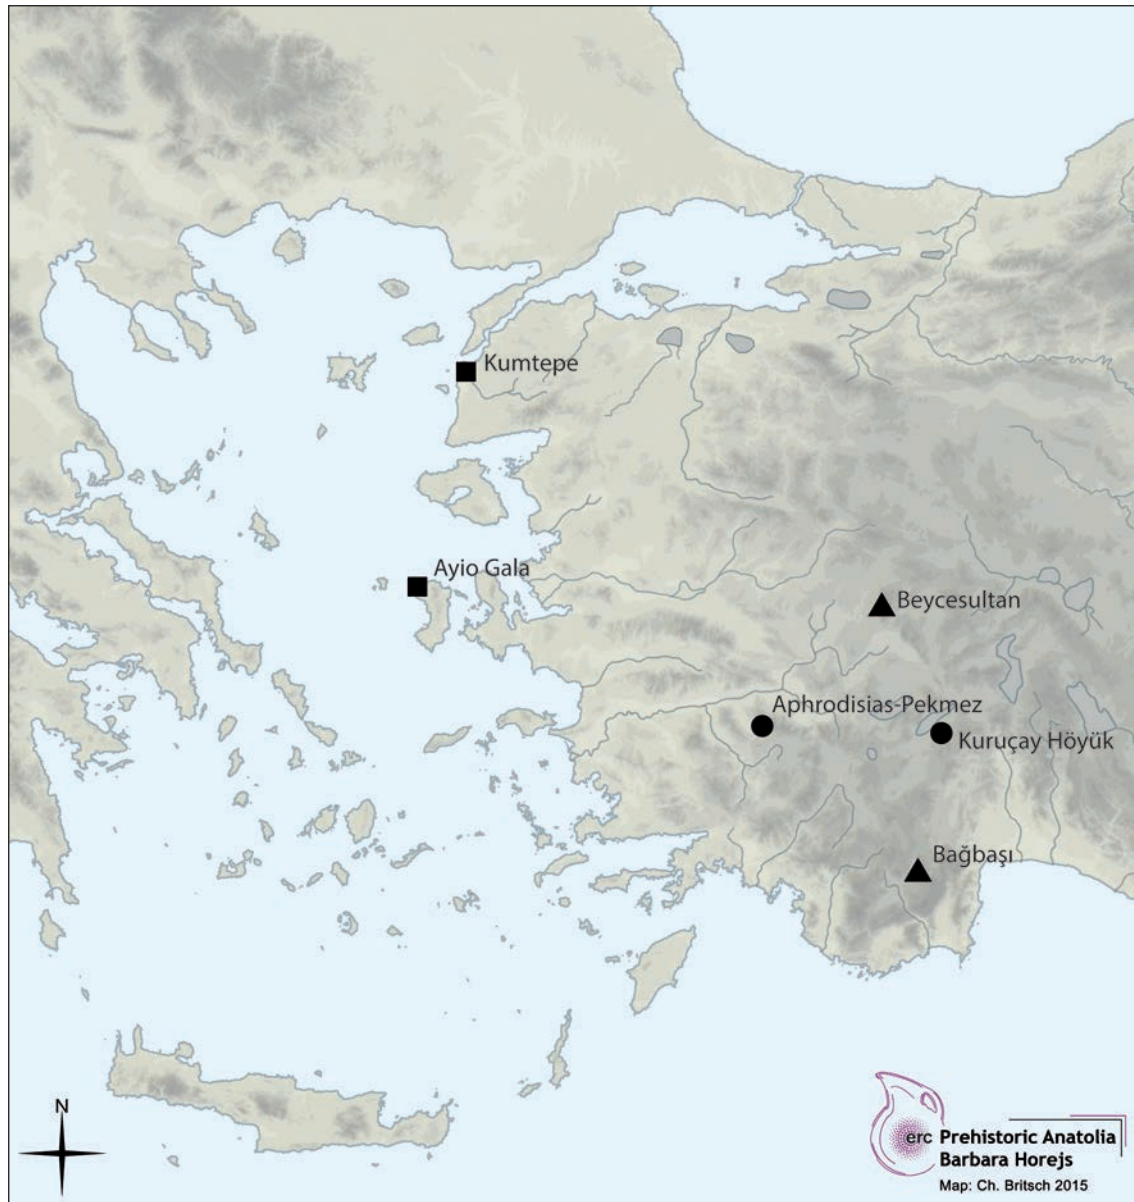 Kumtepe
Ayio Gala
Beycesultan
Aphrodisias-Pekmez
Kuruçay Höyük
Bağbaşı
N
erc
Prehistoric Anatolia
Barbara Horejs
Map: Ch. Britsch 2015